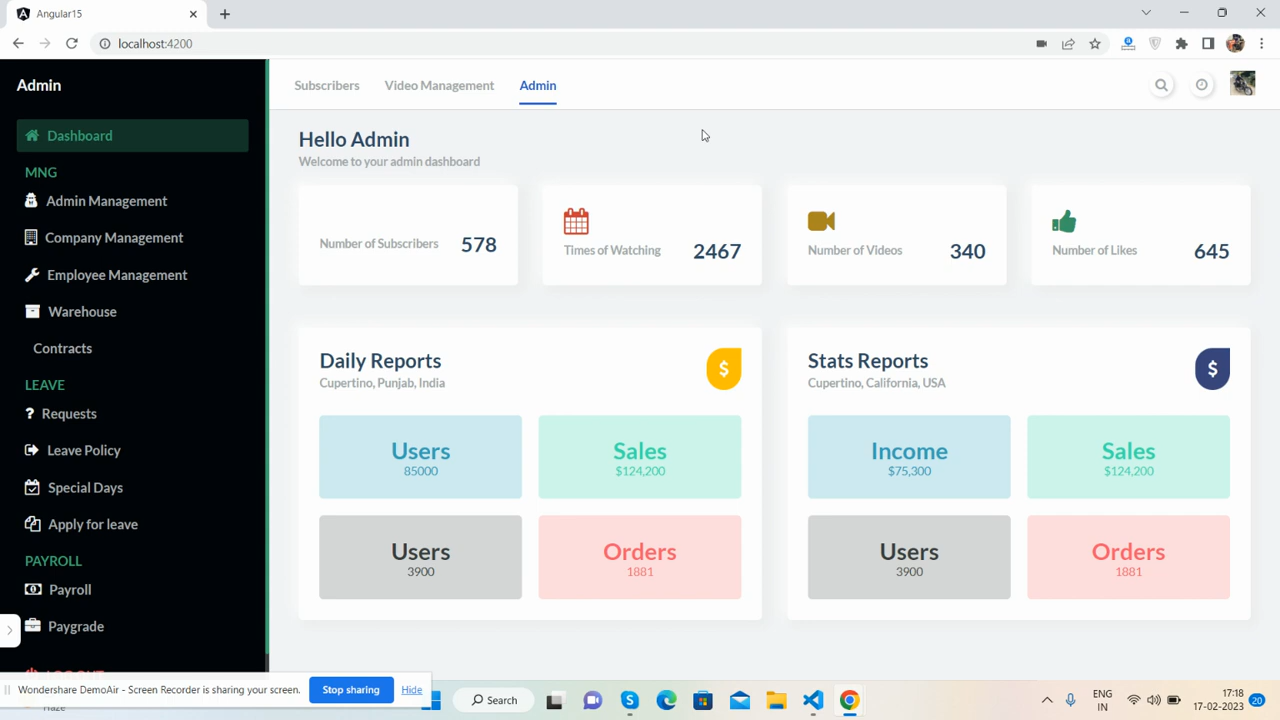 Angular15
localhost:4200
Admin
Dashboard
MNG
Admin Management
Company Management
Employee Management
Warehouse
Contracts
LEAVE
Requests
Leave Policy
Special Days
Apply for leave
PAYROLL
Payroll
Paygrade
Subscribers Video Management Admin
Hello Admin
Welcome to your admin dashboard
Number of Subscribers 578
Times of Watching 2467
Number of Videos 340
Number of Likes 645
Daily Reports
Cupertino, Punjab, India
$
Users
85000
Sales
$124,200
Users
3900
Orders
1881
Stats Reports
Cupertino, California, USA
$
Income
$75,300
Sales
$124,200
Users
3900
Orders
1881
Wondershare DemoAir - Screen Recorder is sharing your screen. Stop sharing Hide
Haze
Search
ENG
IN
17:18
17-02-2023
20